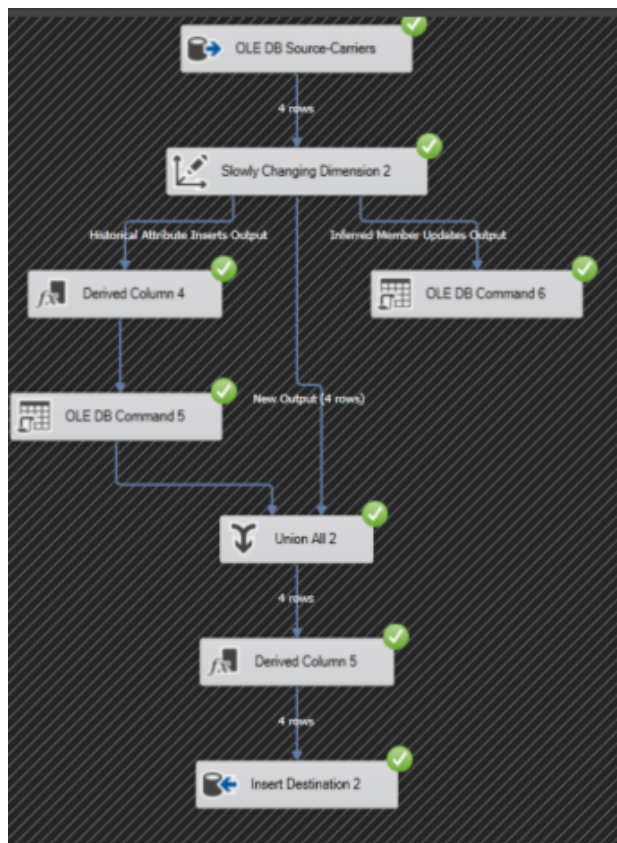 OLE DB Source-Carriers
4 rows
Slowly Changing Dimension 2
Historical Attribute Inserts Output
Inferred Member Updates Output
Derived Column 4
OLE DB Command 6
New Output (4 rows)
OLE DB Command 5
Union All 2
4 rows
Derived Column 5
4 rows
Insert Destination 2